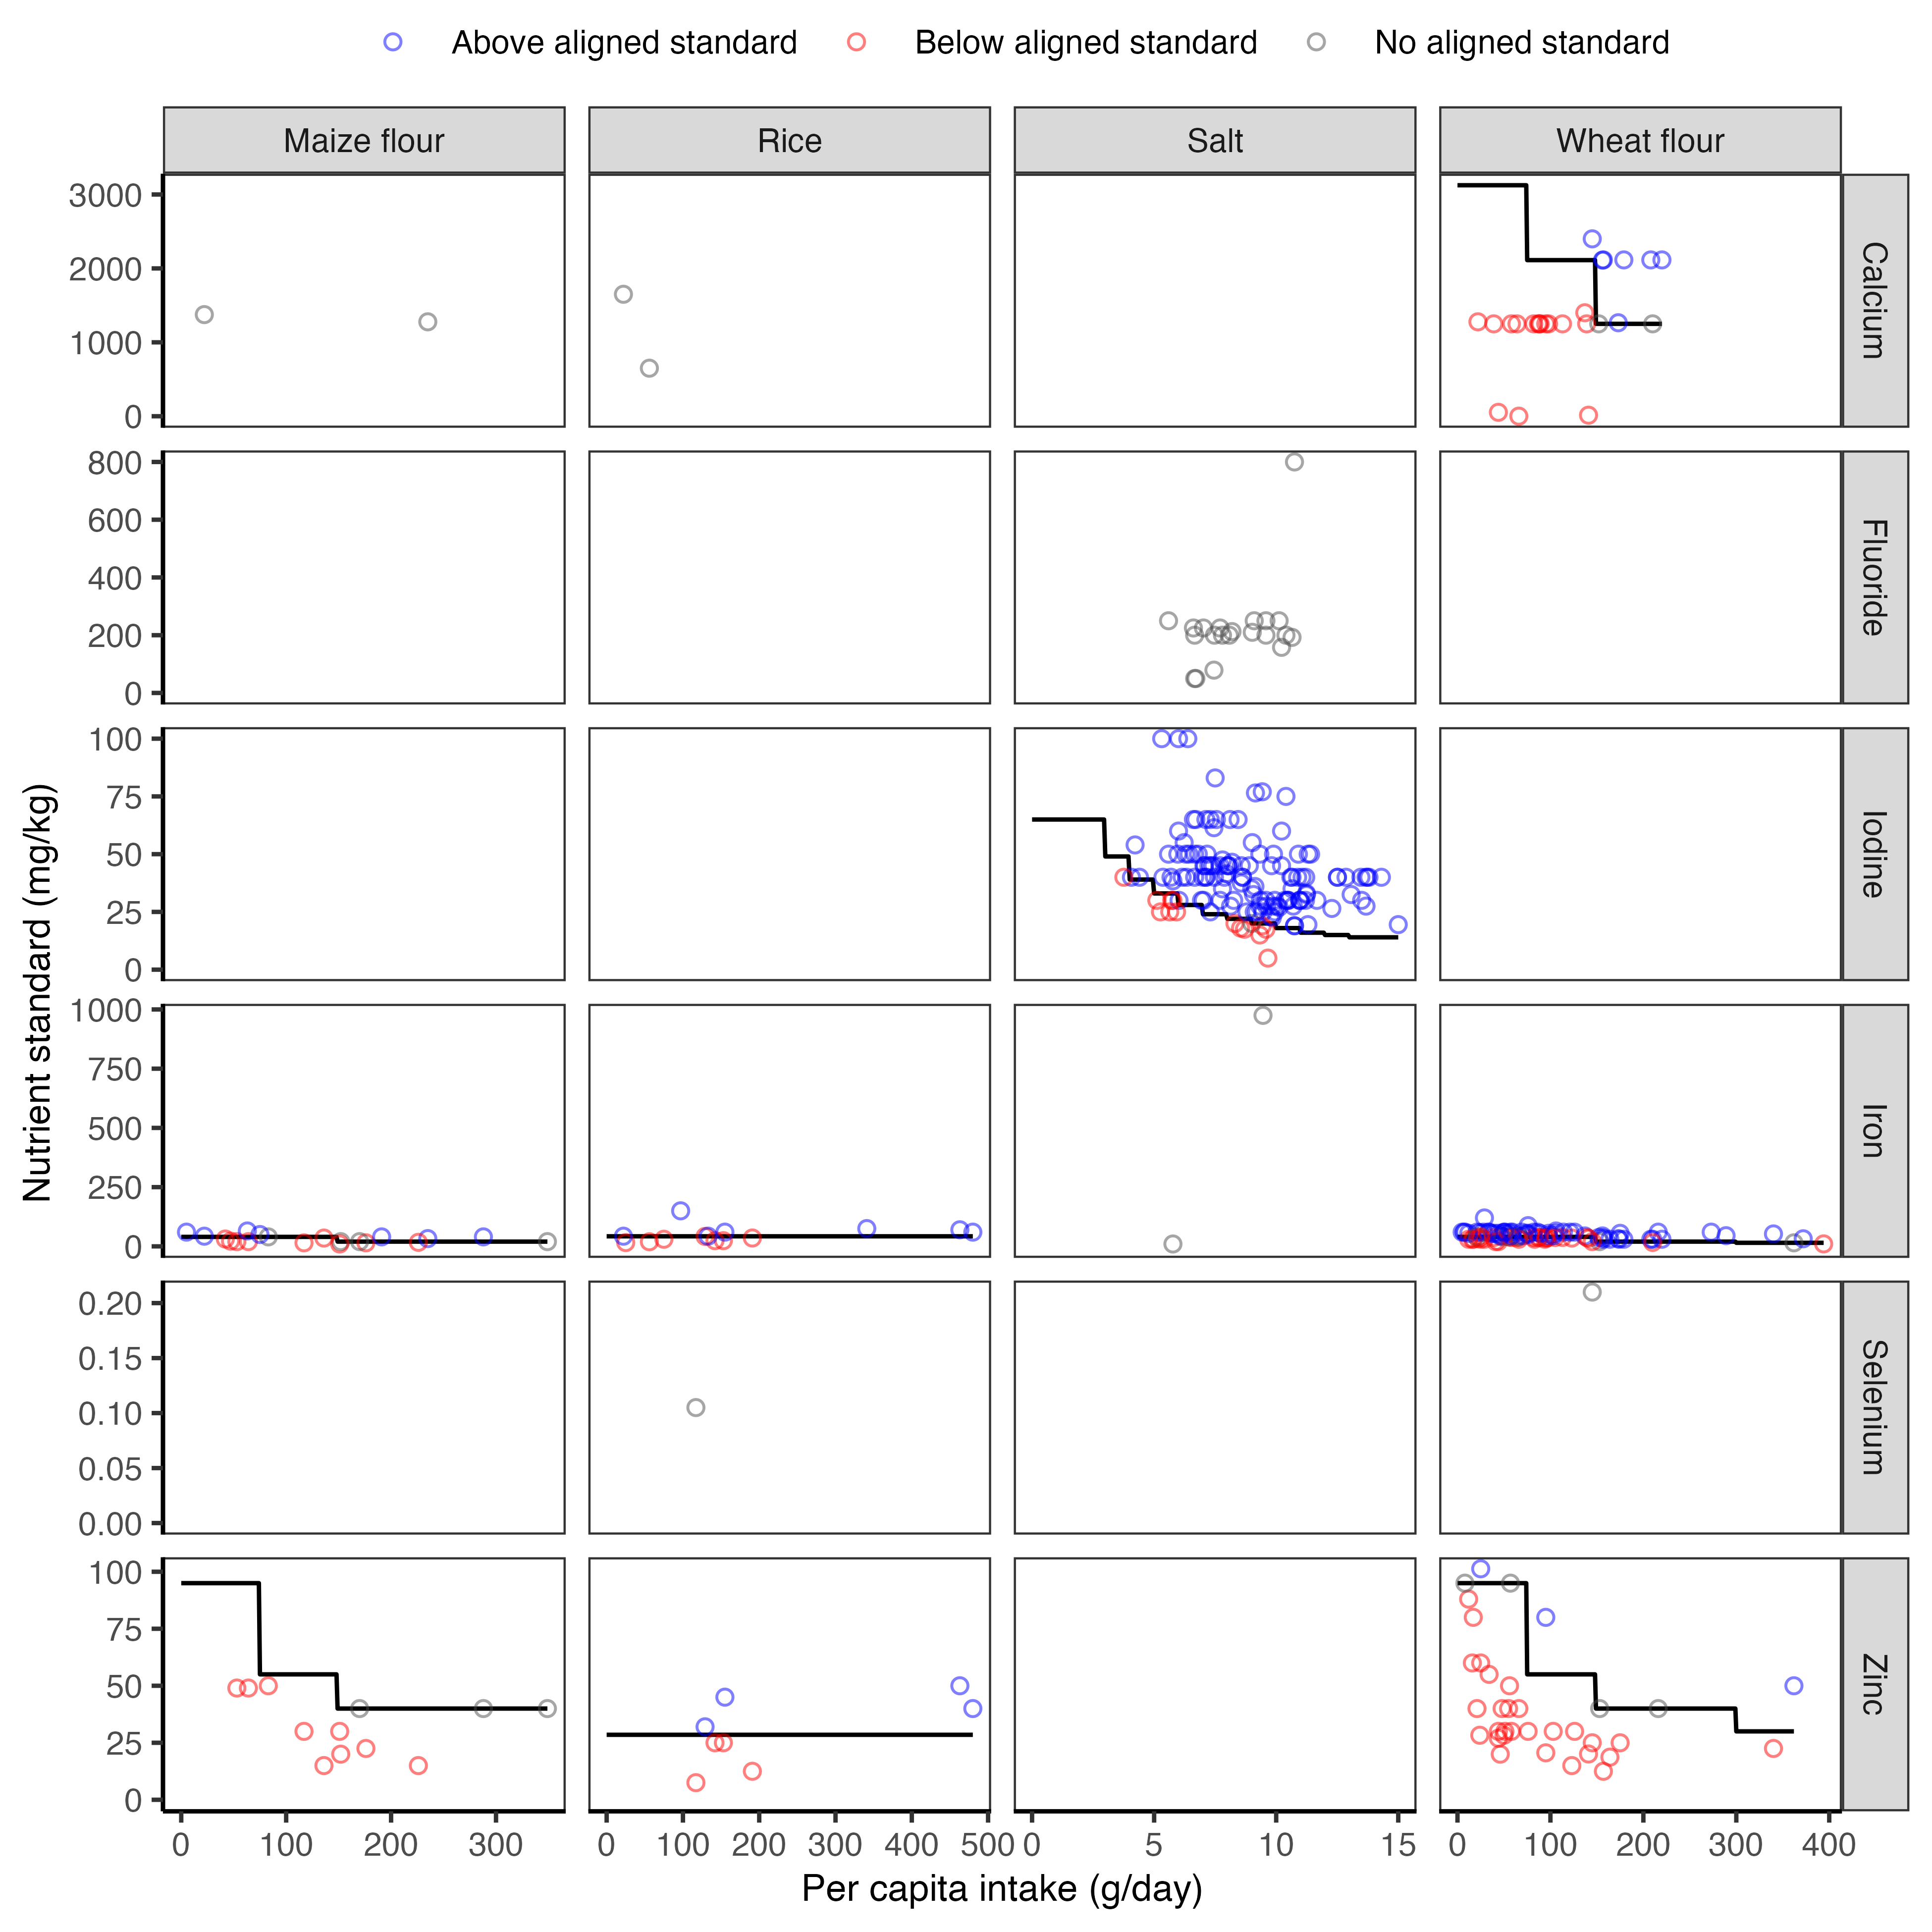 Above aligned standard Below aligned standard No aligned standard
Maize flour Rice Salt Wheat flour
3000
2000
1000
0
Calcium
800
600
400
200
0
Fluoride
100
75
50
25
0
Iodine
1000
750
500
250
0
Iron
0.20
0.15
0.10
0.05
0.00
Selenium
100
75
50
25
0
Zinc
0 100 200 300 0 100 200 300 400 500 0 5 10 15 0 100 200 300 400
Per capita intake (g/day)
Nutrient standard (mg/kg)